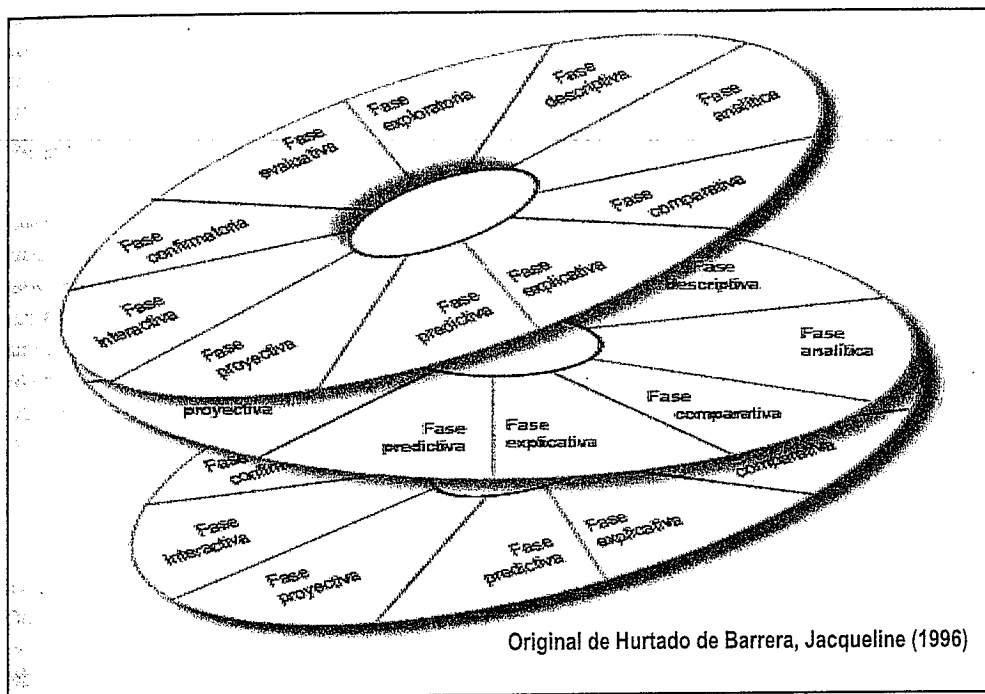 Fase
exploratoria
Fase
descriptiva
Fase
analítica
Fase
comparativa
Fase
explicativa
Fase
predictiva
Fase
proyectiva
Fase
interactiva
Fase
confirmatoria
Fase
evaluativa
Fase
descriptiva
Fase
analítica
Fase
comparativa
Fase
explicativa
Fase
predictiva
proyectiva
Fase
comparativa
Fase
explicativa
Fase
predictiva
Fase
proyectiva
Fase
interactiva
Original de Hurtado de Barrera, Jacqueline (1996)